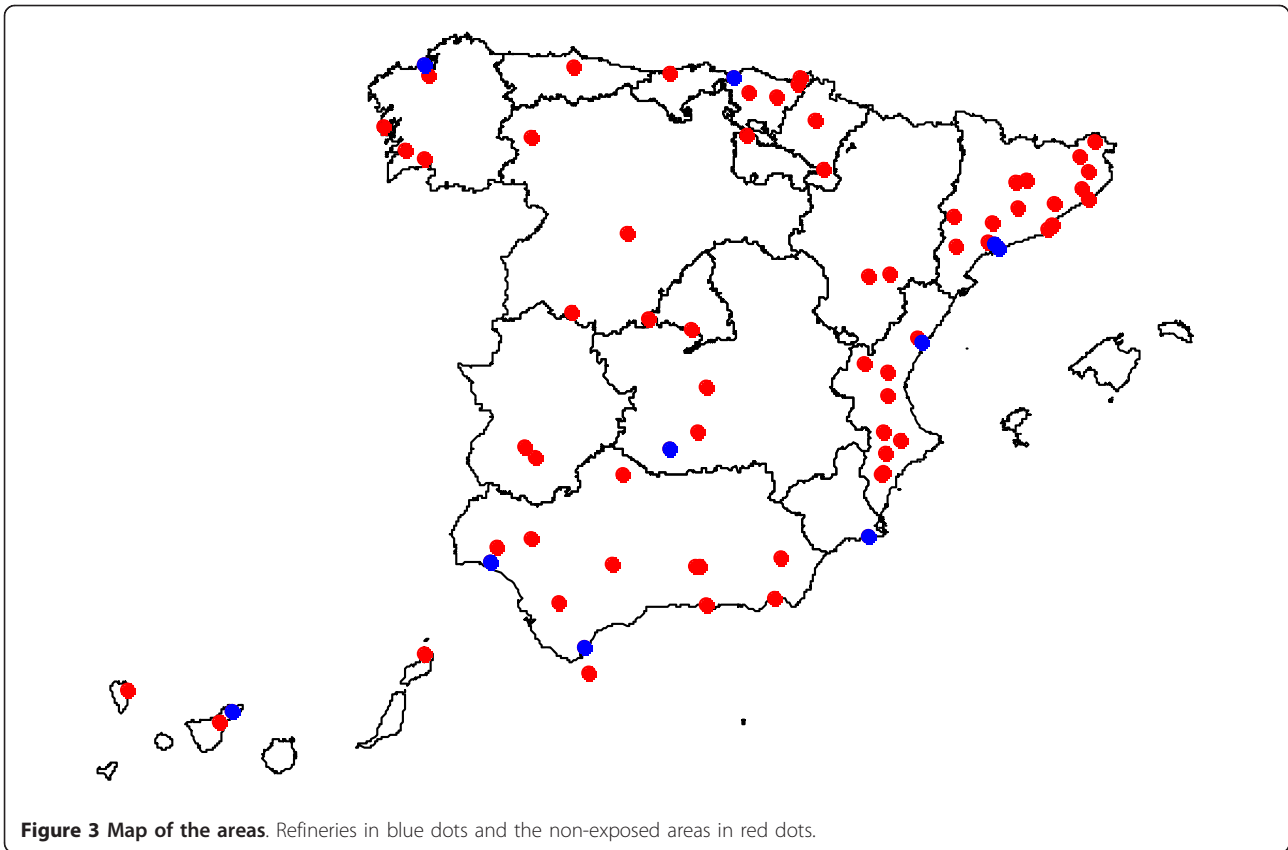 Figure 3 Map of the areas. Refineries in blue dots and the non-exposed areas in red dots.